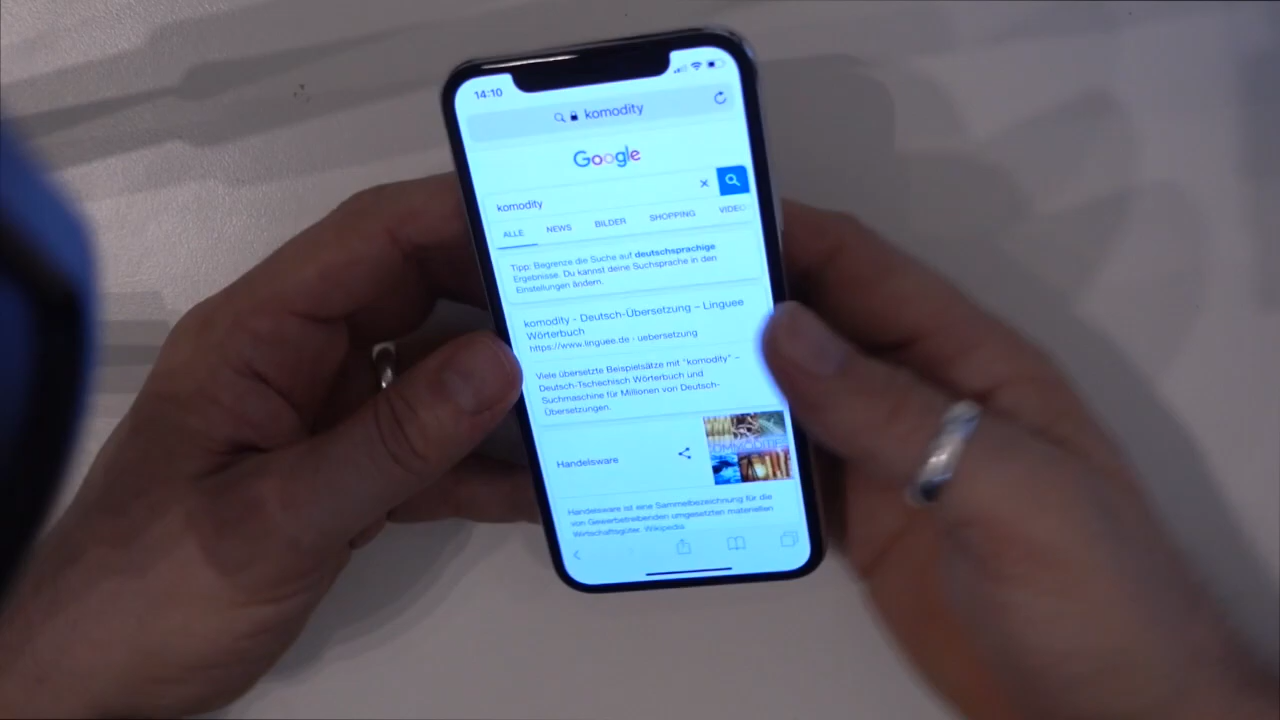 14:10
komodity
Google
komodity
ALLE NEWS BILDER SHOPPING VIDEO
Tipp: Begrenze die Suche auf deutschsprachige
Ergebnisse. Du kannst deine Suchsprache in den
Einstellungen ändern.
komodity - Deutsch-Übersetzung – Linguee
Wörterbuch
https://www.linguee.de › uebersetzung
Viele übersetzte Beispielsätze mit "komodity" –
Deutsch-Tschechisch Wörterbuch und
Suchmaschine für Millionen von Deutsch-
Übersetzungen.
COMMODITIES
Handelsware
Handelsware ist eine Sammelbezeichnung für die
von Gewerbetreibenden umgesetzten materiellen
Wirtschaftsgüter. Wikipedia